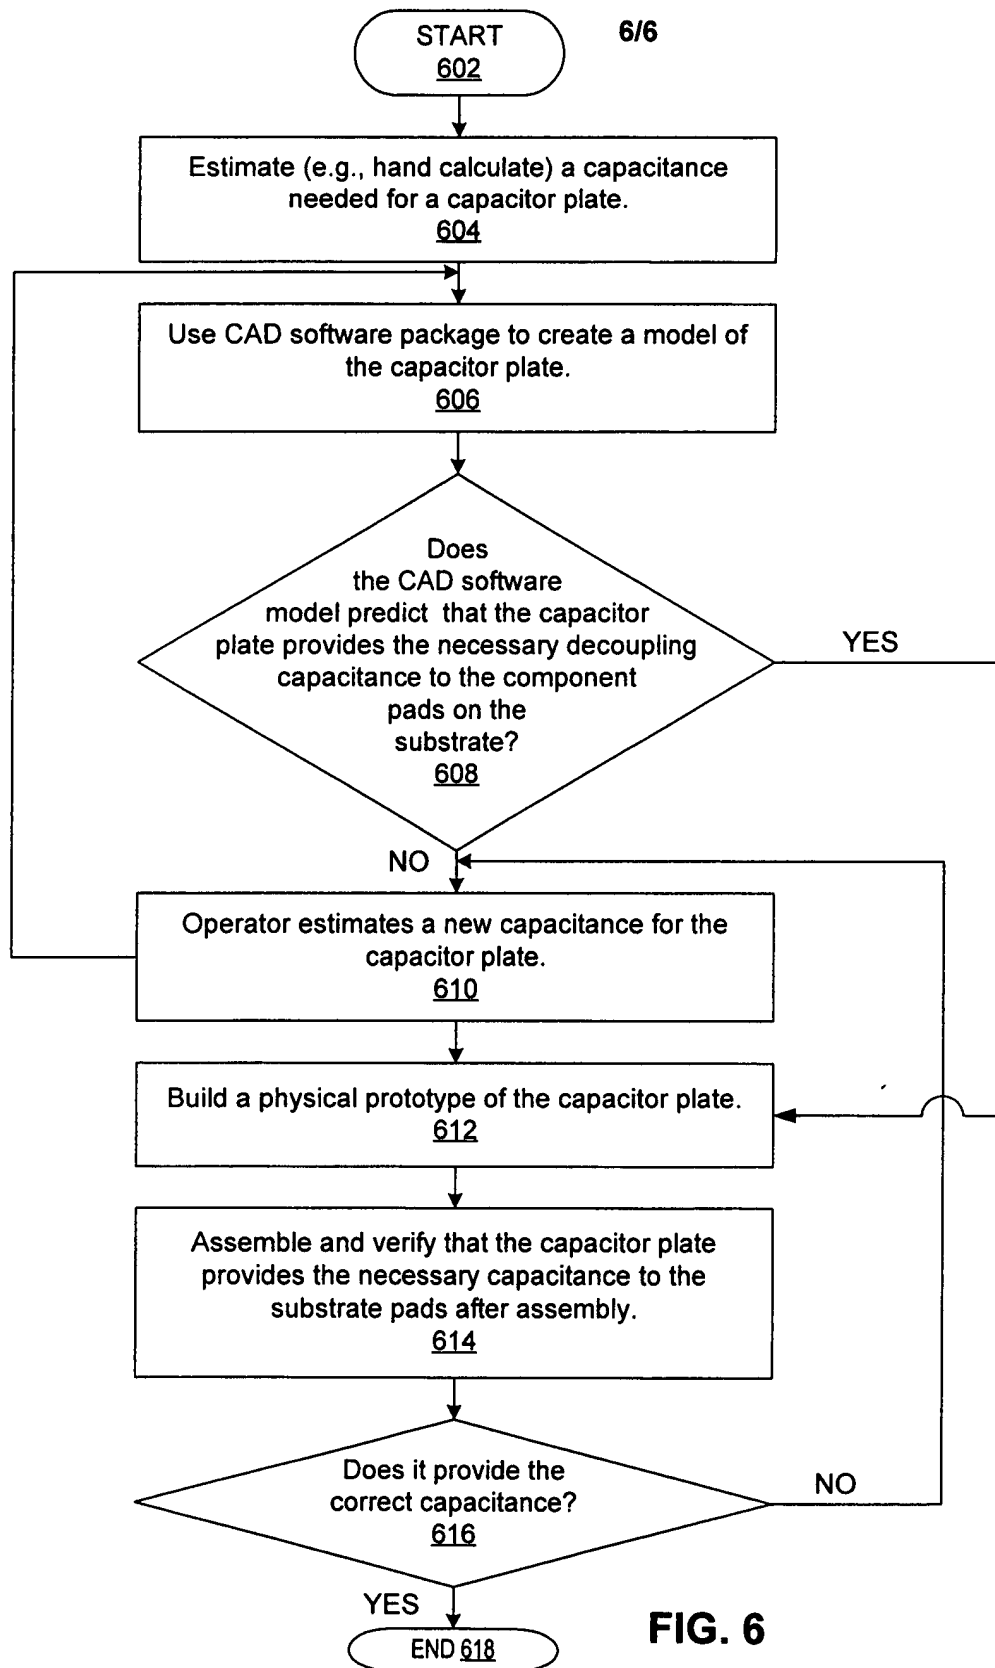 6/6
START
602
Estimate (e.g., hand calculate) a capacitance
needed for a capacitor plate.
604
Use CAD software package to create a model of
the capacitor plate.
606
Does
the CAD software
model predict that the capacitor
plate provides the necessary decoupling
capacitance to the component
pads on the
substrate?
608
YES
NO
Operator estimates a new capacitance for the
capacitor plate.
610
Build a physical prototype of the capacitor plate.
612
Assemble and verify that the capacitor plate
provides the necessary capacitance to the
substrate pads after assembly.
614
Does it provide the
correct capacitance?
616
NO
YES
END 618
FIG. 6